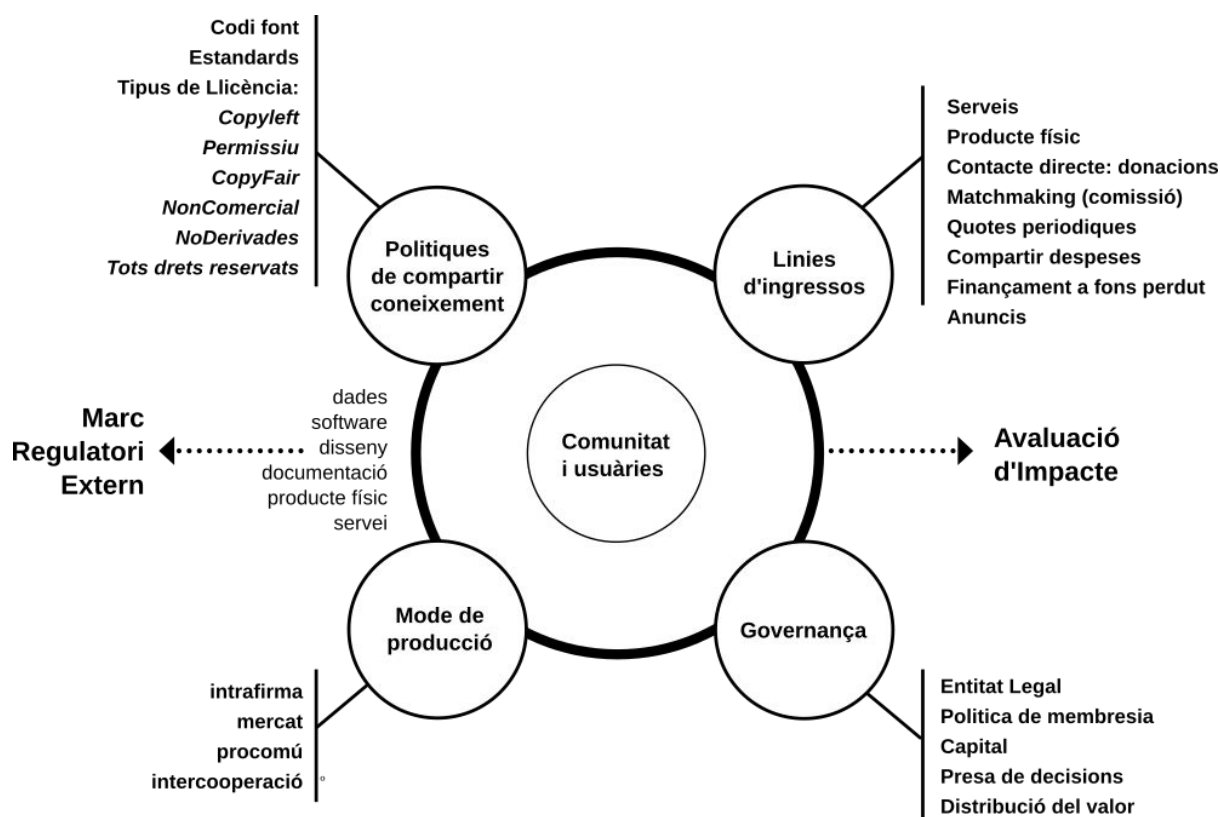 Codi font
Estandards
Tipus de Llicència:
Copyleft
Permissiu
CopyFair
NonComercial
NoDerivades
Tots drets reservats
Serveis
Producte físic
Contacte directe: donacions
Matchmaking (comissió)
Quotes periodiques
Compartir despeses
Finançament a fons perdut
Anuncis
Politiques
de compartir
coneixement
Linies
d'ingressos
Marc
Regulatori
Extern
dades
software
disseny
documentació
producte físic
servei
Comunitat
i usuàries
Avaluació
d'Impacte
Mode de
producció
Governança
intrafirma
mercat
procomú
intercooperació º
Entitat Legal
Politica de membresia
Capital
Presa de decisions
Distribució del valor